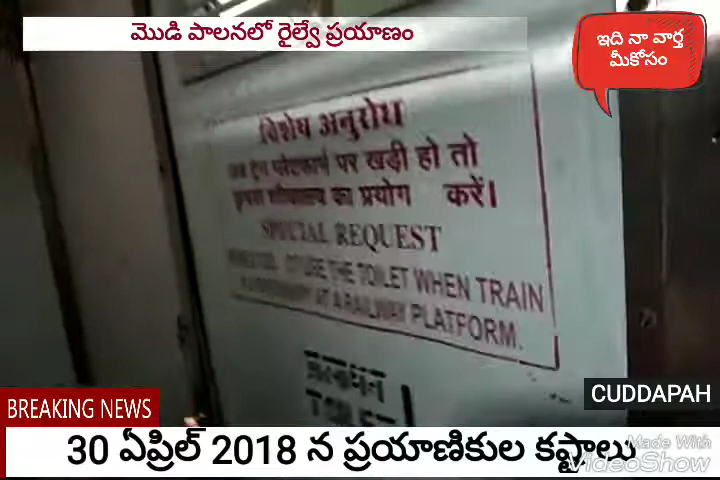 మొడి పాలనలో రైల్వే ప్రయాణం
ఇది నా వార్త
మీకోసం
विशेष अनुरोध
पर खड़ी हो तो
का प्रयोग करें।
SPECIAL REQUEST
THE TOILET WHEN TRAIN
AT A RAILWAY PLATFORM.
CUDDAPAH
BREAKING NEWS
30 ఏప్రిల్ 2018 న ప్రయాణికుల కష్టాలు
Made With
VideoShow